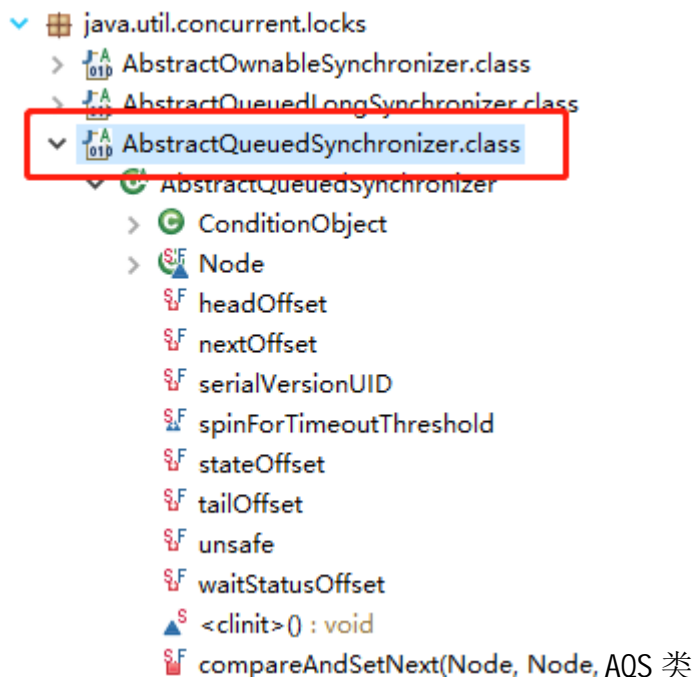 java.util.concurrent.locks
AbstractOwnableSynchronizer.class
AbstractQueuedLongSynchronizer.class
AbstractQueuedSynchronizer.class
AbstractQueuedSynchronizer
ConditionObject
Node
headOffset
nextOffset
serialVersionUID
spinForTimeoutThreshold
stateOffset
tailOffset
unsafe
waitStatusOffset
<clinit>() : void
compareAndSetNext(Node, Node, AQS 类